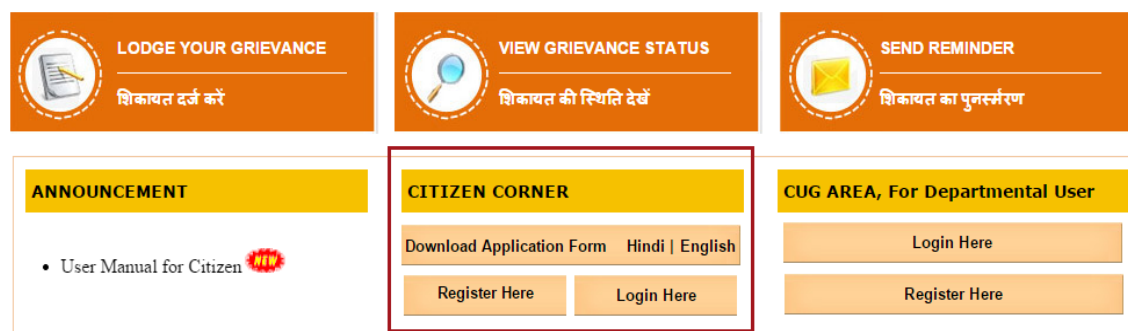 LODGE YOUR GRIEVANCE
शिकायत दर्ज करें
VIEW GRIEVANCE STATUS
शिकायत की स्थिति देखें
SEND REMINDER
शिकायत का पुनर्स्मरण
ANNOUNCEMENT
User Manual for Citizen NEW
CITIZEN CORNER
Download Application Form Hindi | English
Register Here Login Here
CUG AREA, For Departmental User
Login Here
Register Here